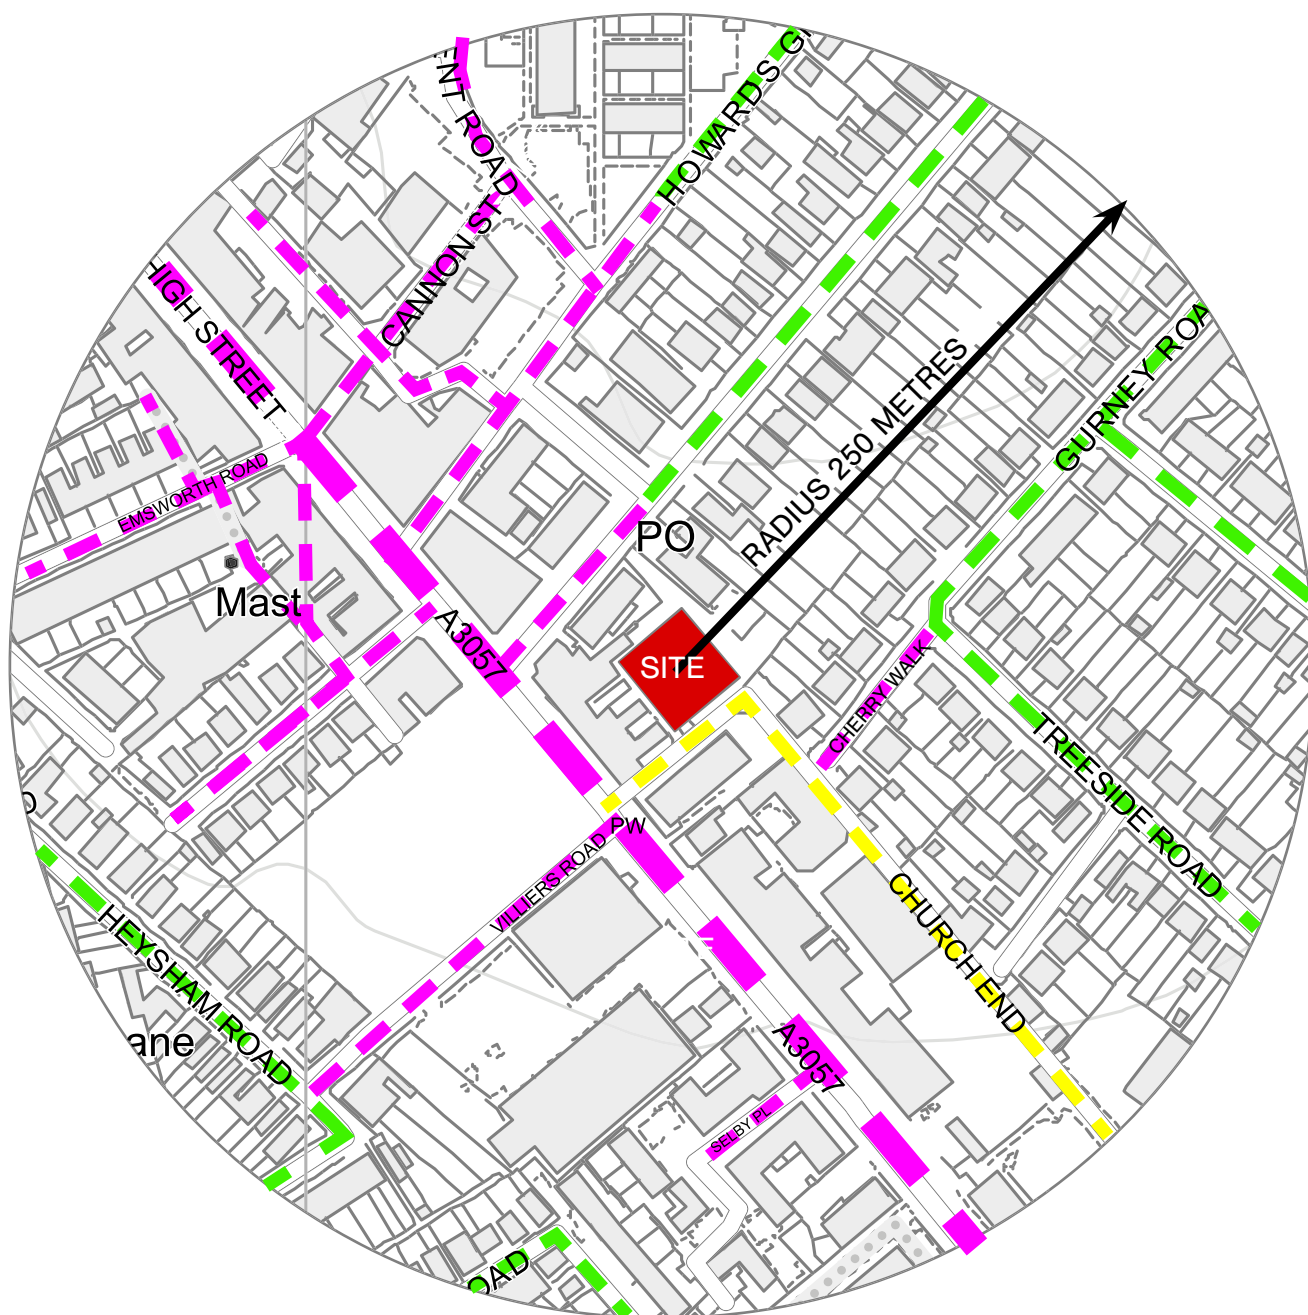 ENT ROAD
HOWARDS G
CANNON ST
HIGH STREET
GURNEY ROA
RADIUS 250 METRES
EMSWORTH ROAD
PO
Mast
A3057
SITE
CHERRY WALK
TREESIDE ROAD
PW
VILLIERS ROAD
CHURCH END
HEYSHAM ROAD
ane
A3057
SELBY PL
OAD